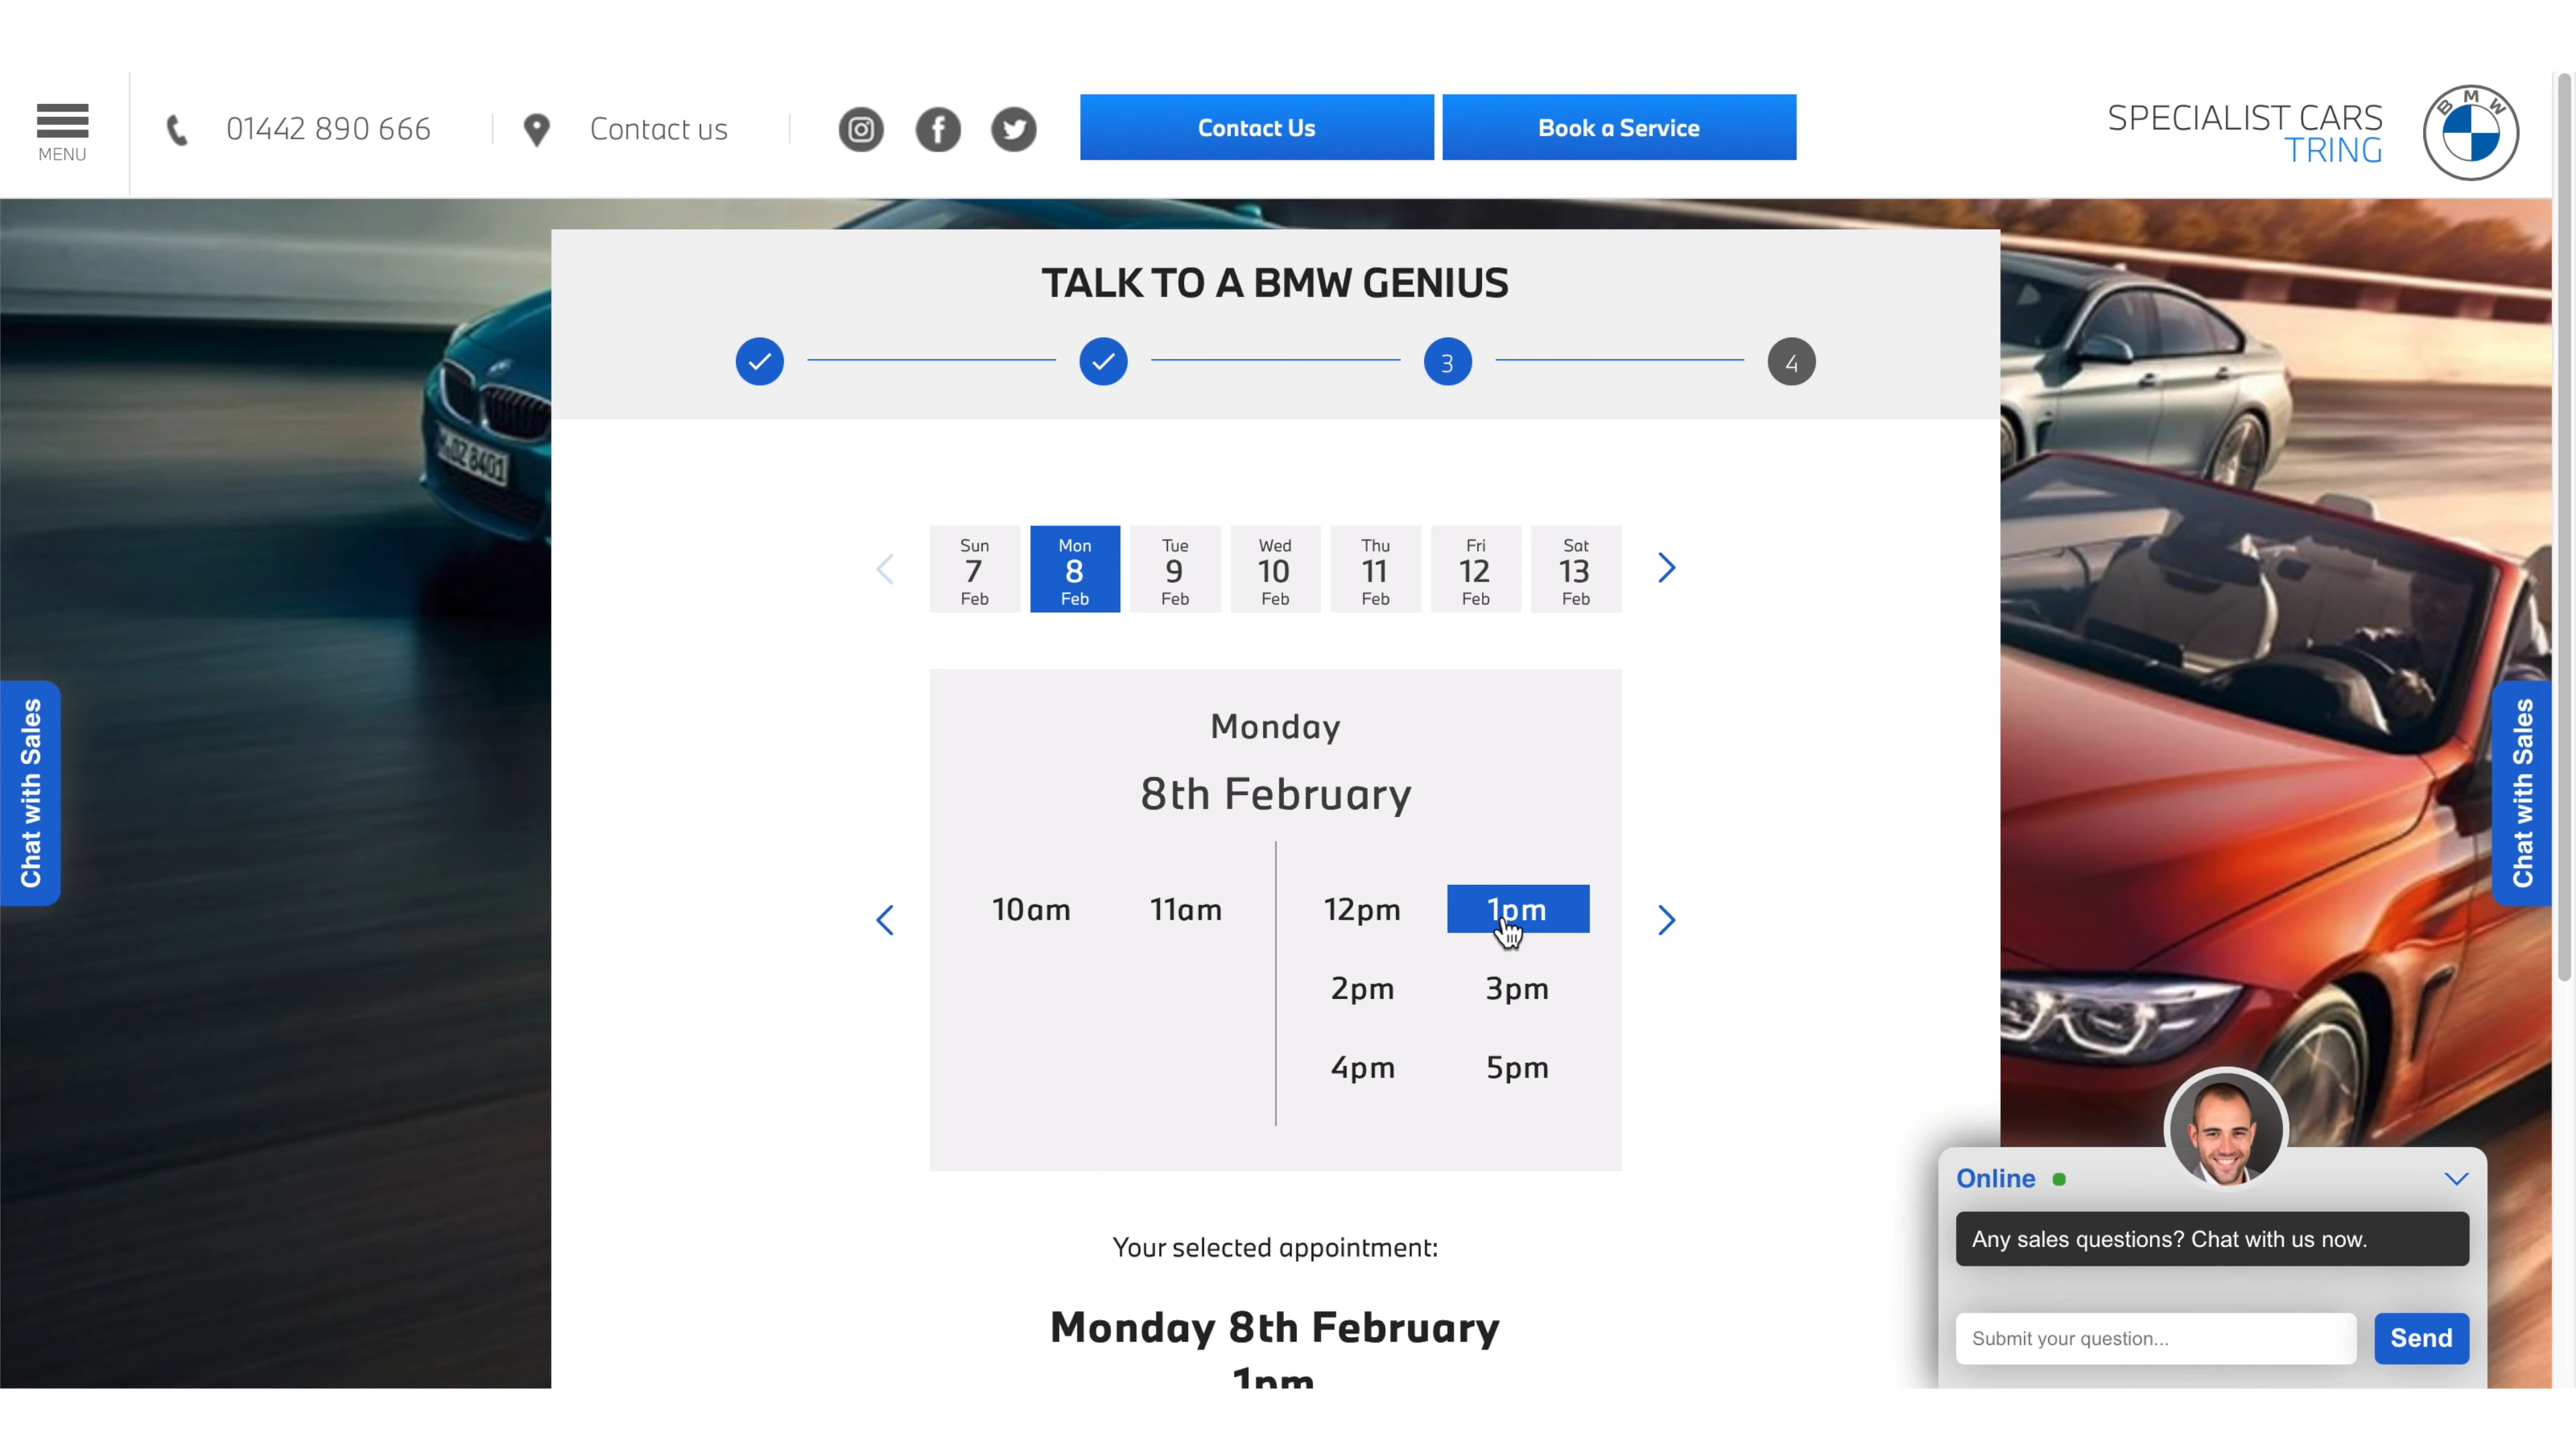 MENU
01442 890 666
Contact us
Contact Us
Book a Service
SPECIALIST CARS
TRING
BMW
TALK TO A BMW GENIUS
3
4
Sun
7
Feb
Mon
8
Feb
Tue
9
Feb
Wed
10
Feb
Thu
11
Feb
Fri
12
Feb
Sat
13
Feb
Monday
8th February
10am 11am 12pm 1pm
2pm 3pm
4pm 5pm
Your selected appointment:
Monday 8th February
1pm
Chat with Sales
Chat with Sales
Online
Any sales questions? Chat with us now.
Submit your question...
Send